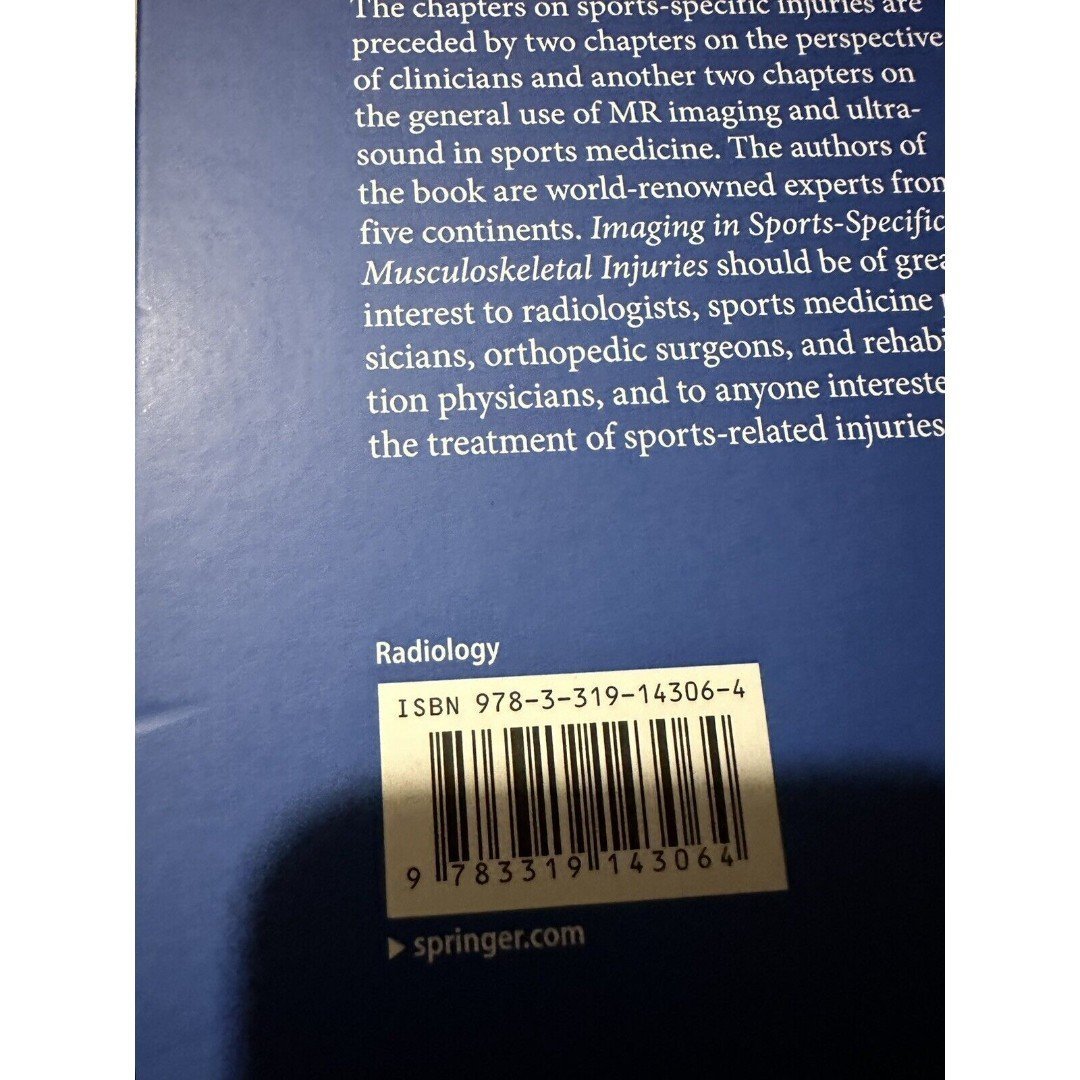 The chapters on sports-specific injuries are
preceded by two chapters on the perspective
of clinicians and another two chapters on
the general use of MR imaging and ultra-
sound in sports medicine. The authors of
the book are world-renowned experts from
five continents. Imaging in Sports-Specific
Musculoskeletal Injuries should be of grea
interest to radiologists, sports medicine p
sicians, orthopedic surgeons, and rehabi
tion physicians, and to anyone intereste
the treatment of sports-related injuries
Radiology
ISBN 978-3-319-14306-4
9 783319 143064
▶ springer.com